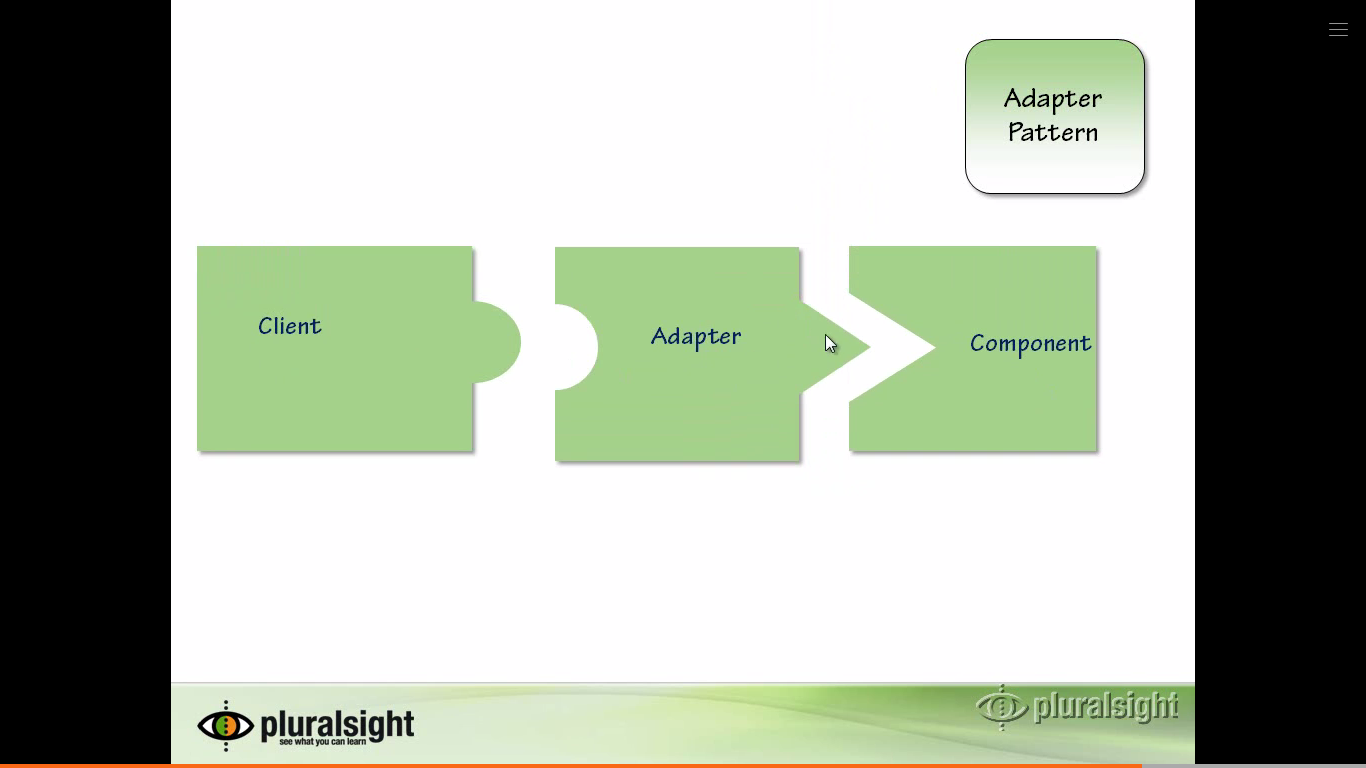 Adapter
Pattern
Client
Adapter
Component
pluralsight
see what you can learn
pluralsight